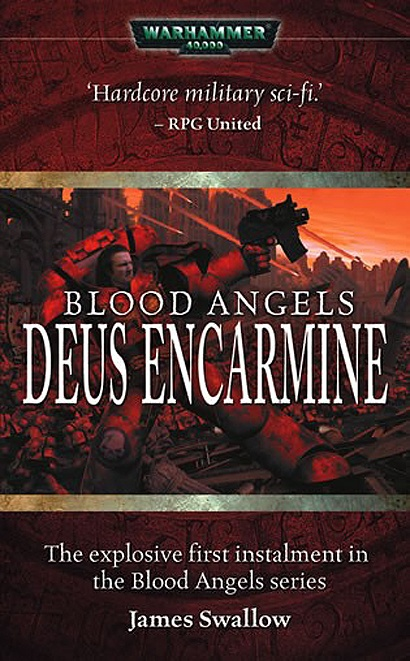 WARHAMMER
40,000
‘Hardcore military sci-fi.’
– RPG United
BLOOD ANGELS
DEUS ENCARMINE
The explosive first instalment in
the Blood Angels series
James Swallow